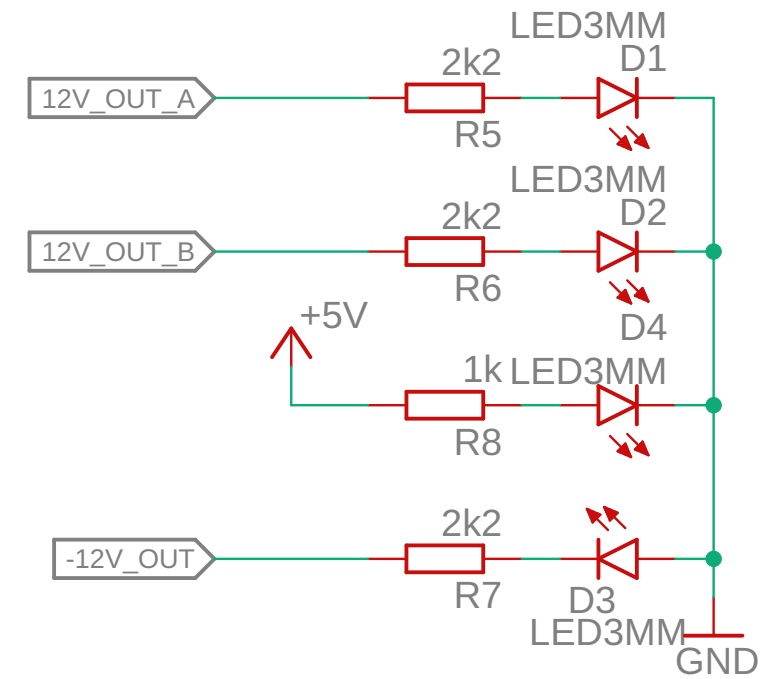 LED3MM
2k2 D1
12V_OUT_A
R5
LED3MM
2k2 D2
12V_OUT_B
R6
+5V D4
1k LED3MM
R8
2k2
-12V_OUT
R7 D3
LED3MM
GND